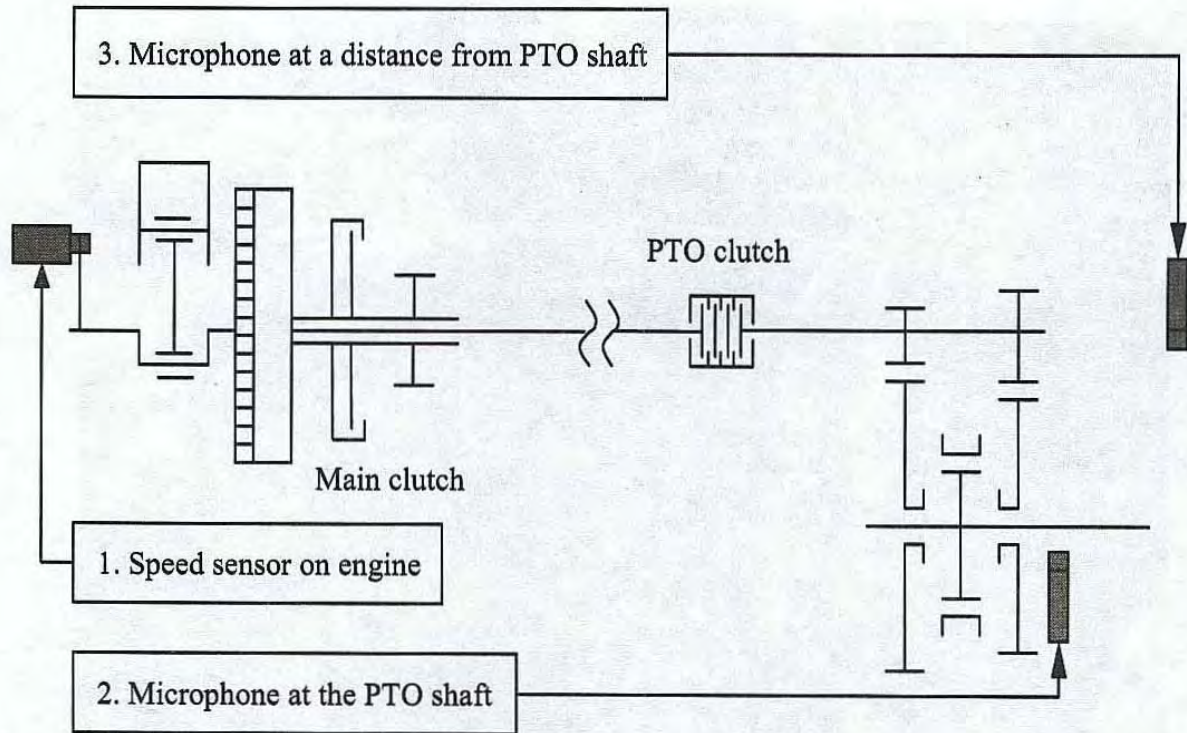 3. Microphone at a distance from PTO shaft
PTO clutch
Main clutch
1. Speed sensor on engine
2. Microphone at the PTO shaft